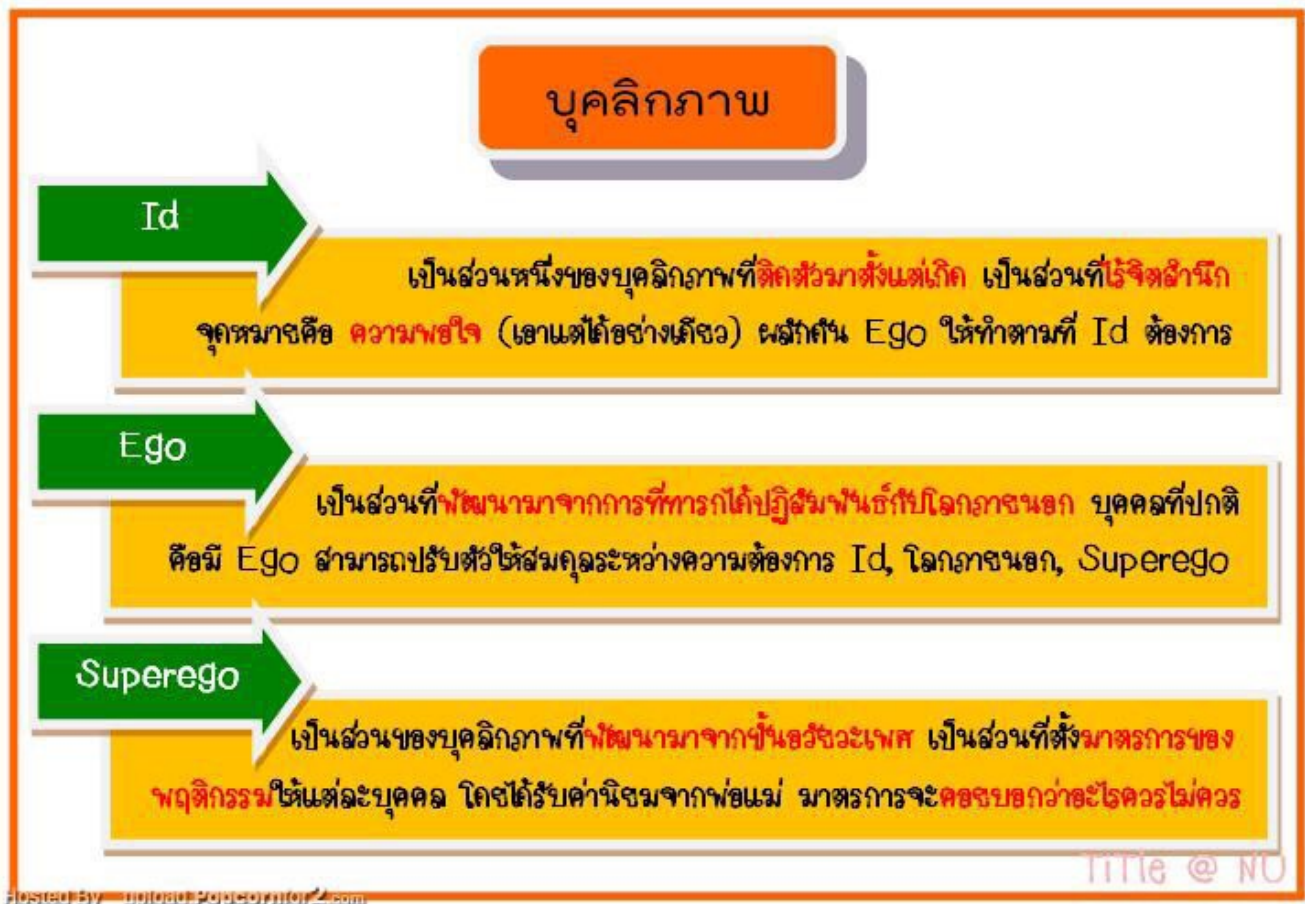 บุคลิกภาพ
Id
เป็นส่วนหนึ่งของบุคลิกภาพที่ติดตัวมาตั้งแต่เกิด เป็นส่วนที่ไร้จิตสำนึก
จุดหมายคือ ความพอใจ (เอาแต่ได้อย่างเดียว) ผลักดัน Ego ให้ทำตามที่ Id ต้องการ
Ego
เป็นส่วนที่พัฒนามาจากการที่ทารกได้ปฏิสัมพันธ์กับโลกภายนอก บุคคลที่ปกติ
คือมี Ego สามารถปรับตัวให้สมดุลระหว่างความต้องการ Id, โลกภายนอก, Superego
Superego
เป็นส่วนของบุคลิกภาพที่พัฒนามาจากขั้นอวัยวะเพศ เป็นส่วนที่ตั้งมาตรการของ
พฤติกรรมให้แต่ละบุคคล โดยได้รับค่านิยมจากพ่อแม่ มาตรการจะคอยบอกว่าอะไรควรไม่ควร
TiTle @ NU
Hosted By upload.Popcornfor2.com